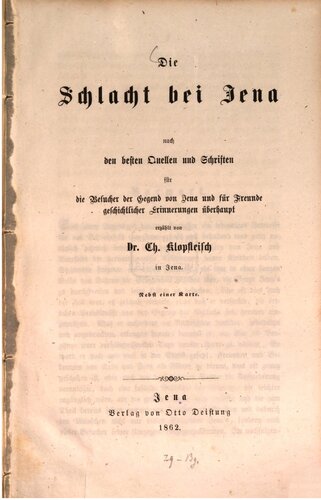 Die
Schlacht bei Jena
nach
den besten Quellen und Schriften
für
die Besucher der Gegend von Jena und für Freunde
geschichtlicher Erinnerungen überhaupt
erzählt von
Dr. Ch. Klopfleisch
in Jena.
Nebst einer Karte.
Jena
Verlag von Otto Deistung
1862.